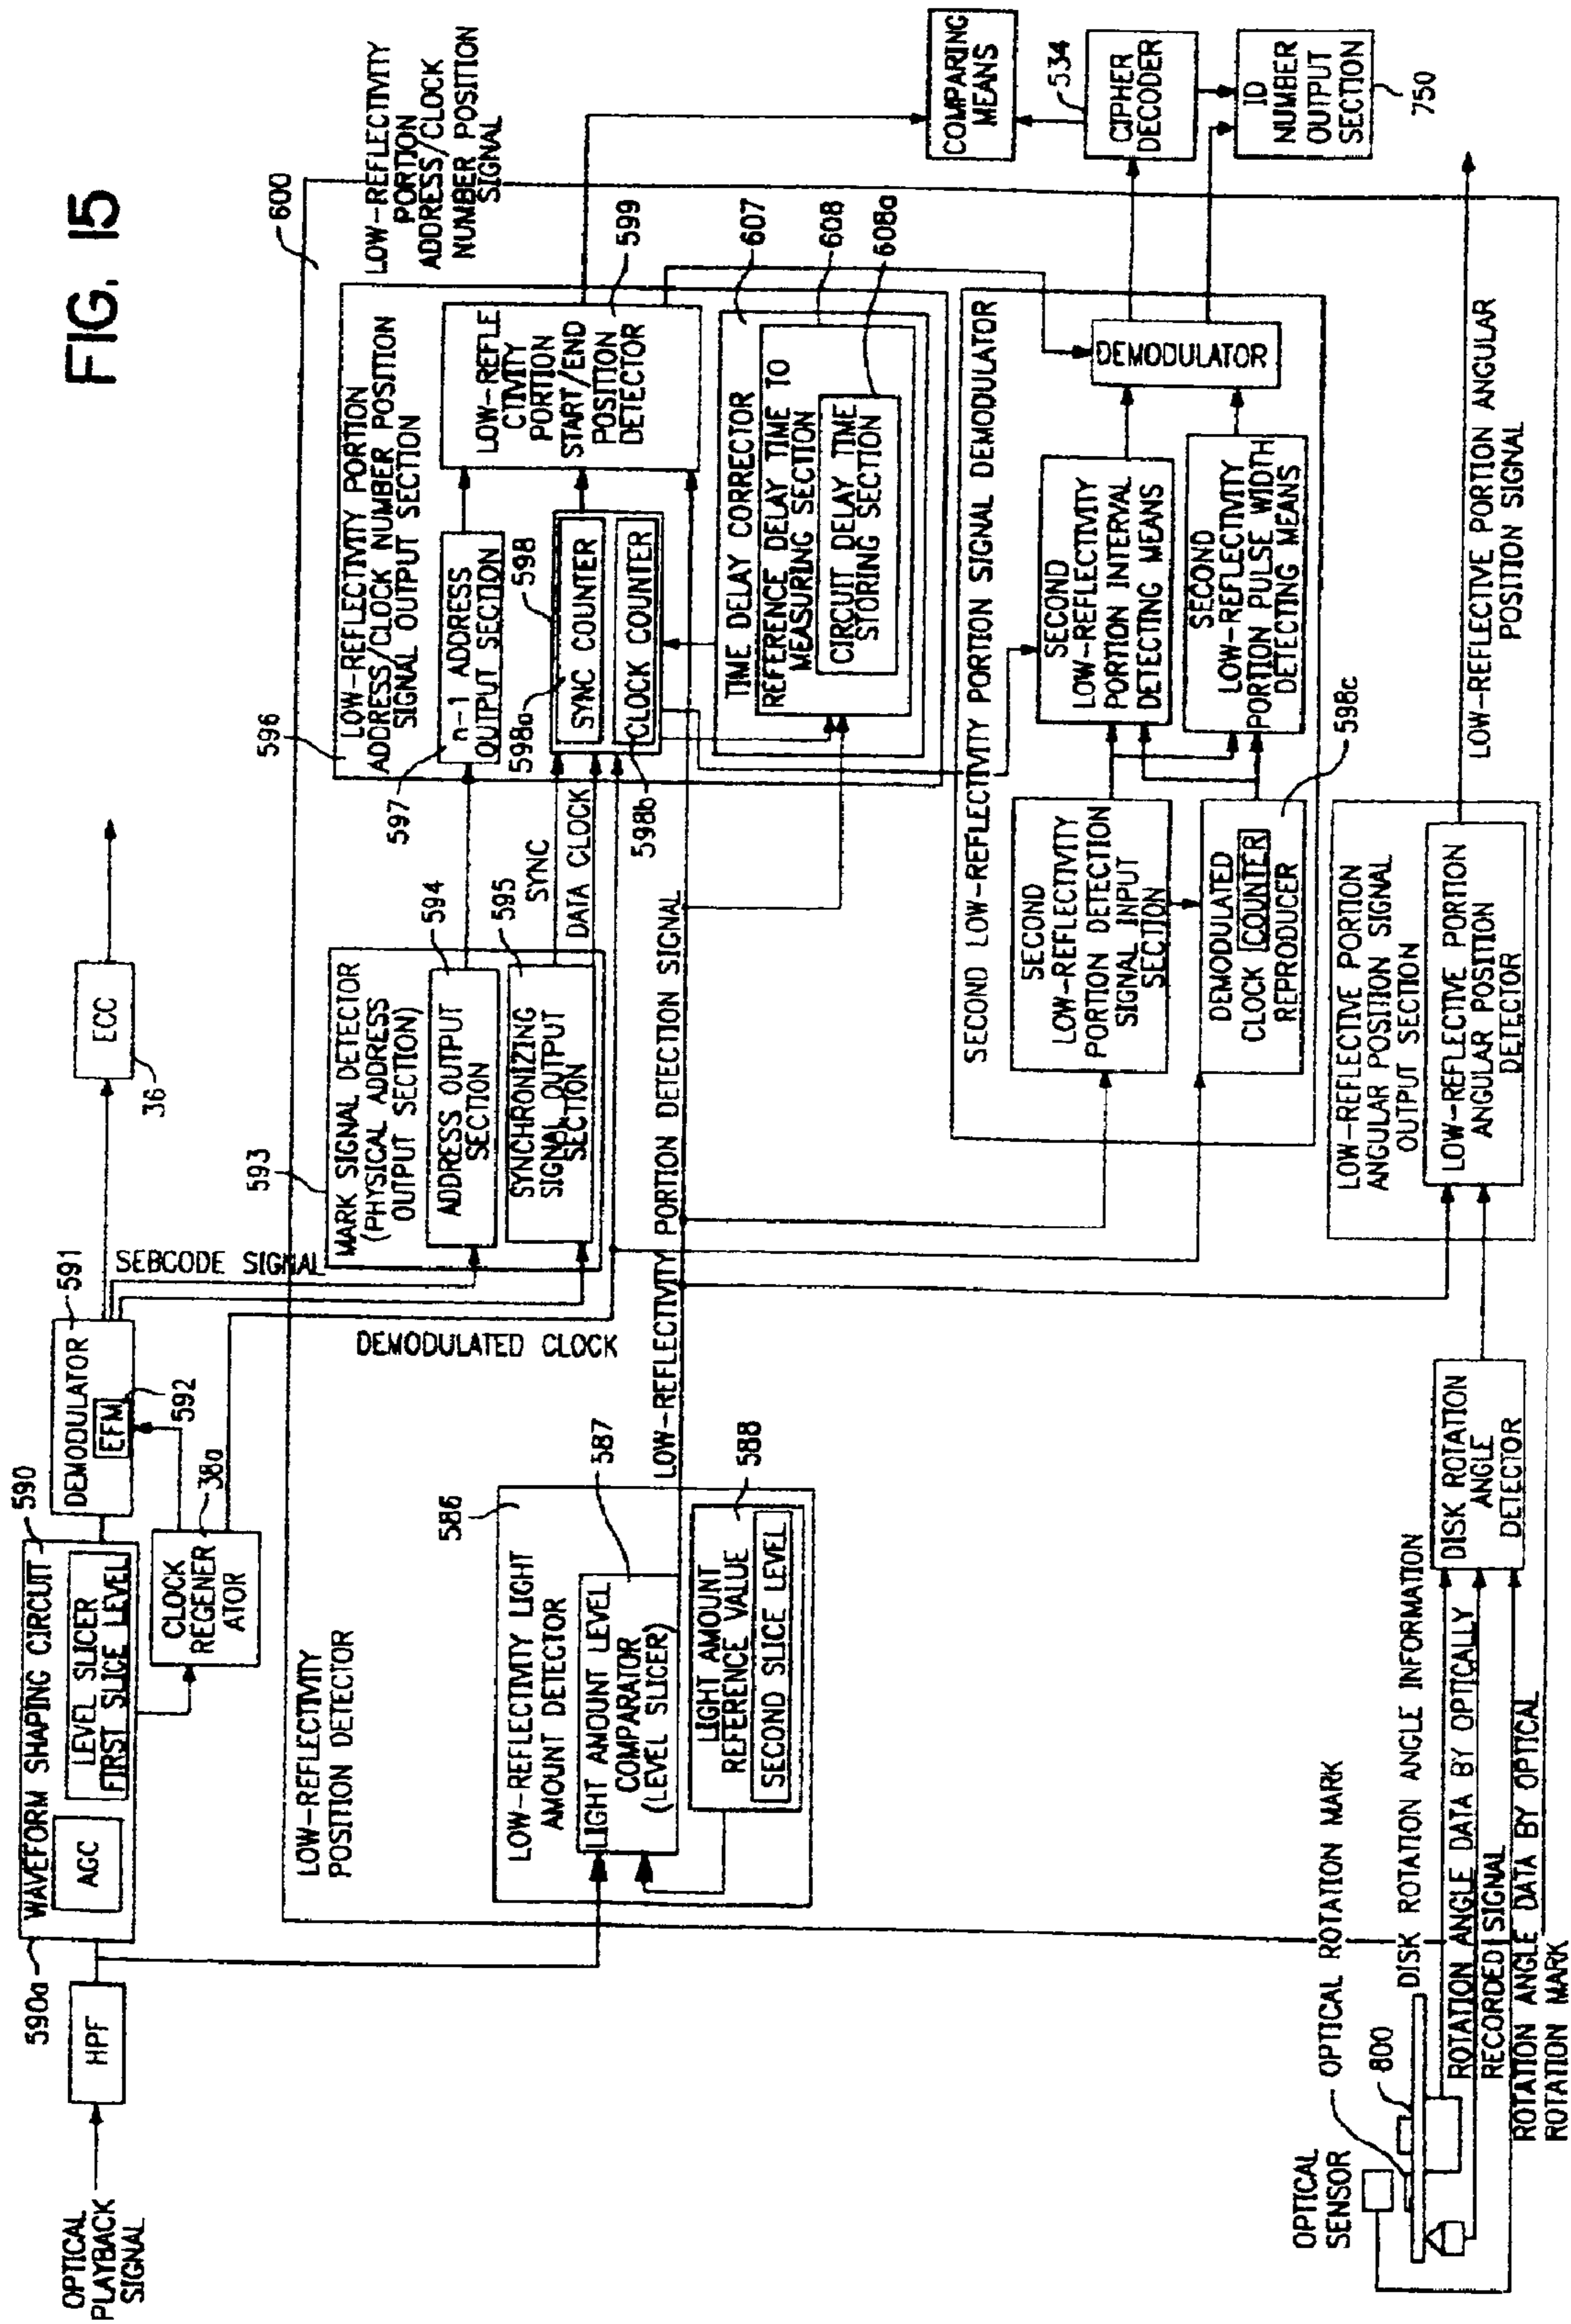 FIG. 15
OPTICAL
PLAYBACK
SIGNAL
HPF
590a
WAVEFORM SHAPING CIRCUIT
590
AGC
LEVEL SLICER
FIRST SLICE LEVEL
CLOCK
REGENER
ATOR
38a
DEMODULATOR
591
EFM
592
ECC
36
SEBCODE SIGNAL
DEMODULATED CLOCK
600
LOW-REFLECTIVITY
POSITION DETECTOR
586
LOW-REFLECTIVITY LIGHT
AMOUNT DETECTOR
587
LIGHT AMOUNT LEVEL
COMPARATOR
(LEVEL SLICER)
588
LIGHT AMOUNT
REFERENCE VALUE
SECOND SLICE LEVEL
LOW-REFLECTIVITY PORTION DETECTION SIGNAL
593
MARK SIGNAL DETECTOR
(PHYSICAL ADDRESS
OUTPUT SECTION)
594
ADDRESS OUTPUT
SECTION
595
SYNCHRONIZING
SIGNAL OUTPUT
SECTION
SYNC
DATA CLOCK
596
LOW-REFLECTIVITY PORTION
ADDRESS/CLOCK NUMBER POSITION
SIGNAL OUTPUT SECTION
597
n-1 ADDRESS
OUTPUT SECTION
598
598a
SYNC COUNTER
CLOCK COUNTER
598b
LOW-REFLE
CTIVITY
PORTION
START/END
POSITION
DETECTOR
599
TIME DELAY CORRECTOR
607
REFERENCE DELAY TIME TO
MEASURING SECTION
608
CIRCUIT DELAY TIME
STORING SECTION
608a
LOW-REFLECTIVITY
PORTION
ADDRESS/CLOCK
NUMBER POSITION
SIGNAL
COMPARING
MEANS
534
CIPHER
DECODER
ID
NUMBER
OUTPUT
SECTION
750
SECOND LOW-REFLECTIVITY PORTION SIGNAL DEMODULATOR
SECOND
LOW-REFLECTIVITY
PORTION DETECTION
SIGNAL INPUT
SECTION
DEMODULATED
CLOCK COUNTER
REPRODUCER
598c
SECOND
LOW-REFLECTIVITY
PORTION INTERVAL
DETECTING MEANS
SECOND
LOW-REFLECTIVITY
PORTION PULSE WIDTH
DETECTING MEANS
DEMODULATOR
LOW-REFLECTIVE PORTION
ANGULAR POSITION SIGNAL
OUTPUT SECTION
LOW-REFLECTIVE PORTION
ANGULAR POSITION
DETECTOR
LOW-REFLECTIVE PORTION ANGULAR
POSITION SIGNAL
DISK ROTATION
ANGLE
DETECTOR
OPTICAL
SENSOR
OPTICAL ROTATION MARK
800
DISK ROTATION ANGLE INFORMATION
ROTATION ANGLE DATA BY OPTICALLY
RECORDED SIGNAL
ROTATION ANGLE DATA BY OPTICAL
ROTATION MARK